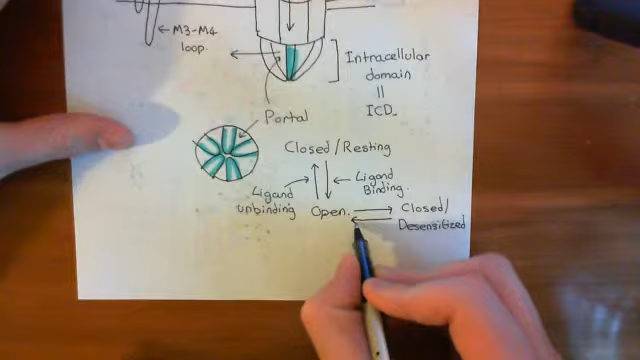 M3-M4
loop.
Intracellular
domain
=
ICD
Portal
Closed/Resting
Ligand
Binding.
Ligand
unbinding
Open.
Closed/
Desensitized